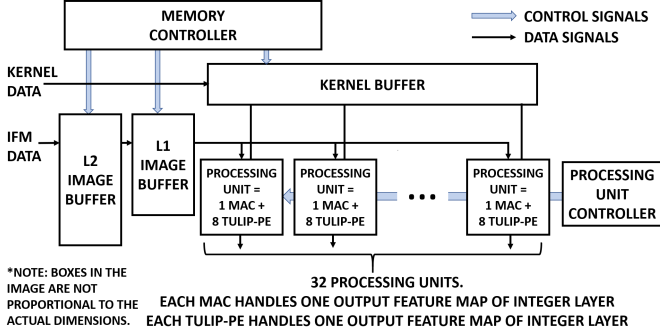 MEMORY
CONTROLLER
CONTROL SIGNALS
DATA SIGNALS
KERNEL
DATA
KERNEL BUFFER
IFM
DATA
L2
IMAGE
BUFFER
L1
IMAGE
BUFFER
PROCESSING
UNIT =
1 MAC +
8 TULIP-PE
PROCESSING
UNIT =
1 MAC +
8 TULIP-PE
PROCESSING
UNIT =
1 MAC +
8 TULIP-PE
PROCESSING
UNIT
CONTROLLER
*NOTE: BOXES IN THE
IMAGE ARE NOT
PROPORTIONAL TO THE
ACTUAL DIMENSIONS.
32 PROCESSING UNITS.
EACH MAC HANDLES ONE OUTPUT FEATURE MAP OF INTEGER LAYER
EACH TULIP-PE HANDLES ONE OUTPUT FEATURE MAP OF INTEGER LAYER